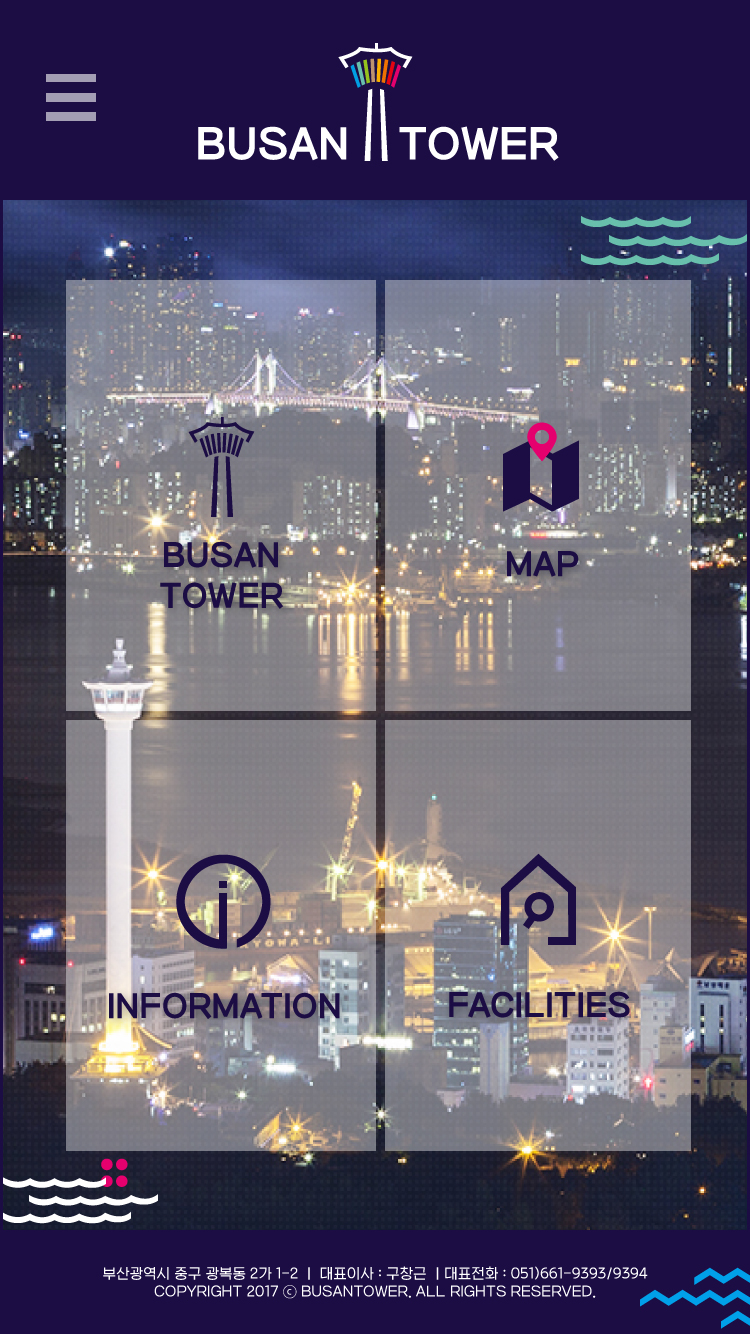 BUSAN TOWER
BUSAN
TOWER
MAP
INFORMATION
FACILITIES
부산광역시 중구 광복동 2가 1-2 | 대표이사 : 구창근 | 대표전화 : 051)661-9393/9394
COPYRIGHT 2017 ⓒ BUSANTOWER. ALL RIGHTS RESERVED.